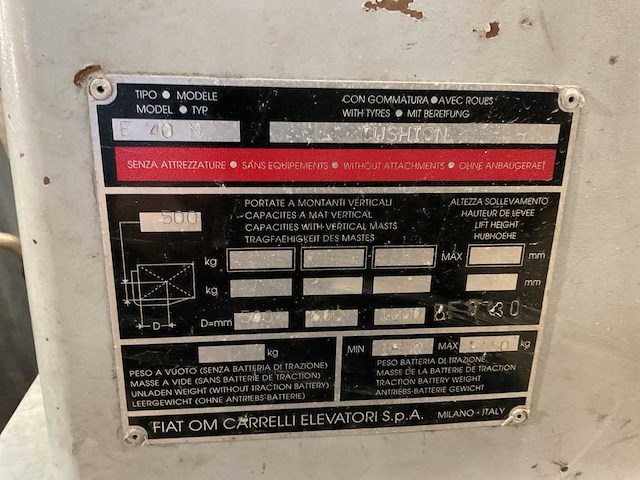 TIPO ● MODELE
MODEL ● TYP
CON GOMMATURA ● AVEC ROUES
WITH TYRES ● MIT BEREIFUNG
E 40 N
CUSHION
SENZA ATTREZZATURE ● SANS EQUIPEMENTS ● WITHOUT ATTACHMENTS ● OHNE ANBAUGERAET
500
PORTATE A MONTANTI VERTICALI
CAPACITES A MAT VERTICAL
CAPACITIES WITH VERTICAL MASTS
TRAGFAEHIGKEIT DES MASTES
ALTEZZA SOLLEVAMENTO
HAUTEUR DE LEVEE
LIFT HEIGHT
HUBHOEHE
kg MAX mm
kg mm
D D=mm
kg
MIN MAX kg
PESO A VUOTO (SENZA BATTERIA DI TRAZIONE)
MASSE A VIDE (SANS BATTERIE DE TRACTION)
UNLADEN WEIGHT (WITHOUT TRACTION BATTERY)
LEERGEWICHT (OHNE ANTRIEBS-BATTERIE)
PESO BATTERIA DI TRAZIONE
MASSE DE LA BATTERIE DE TRACTION
TRACTION BATTERY WEIGHT
ANTRIEBS-BATTERIE GEWICHT
FIAT OM CARRELLI ELEVATORI S.p.A. MILANO - ITALY